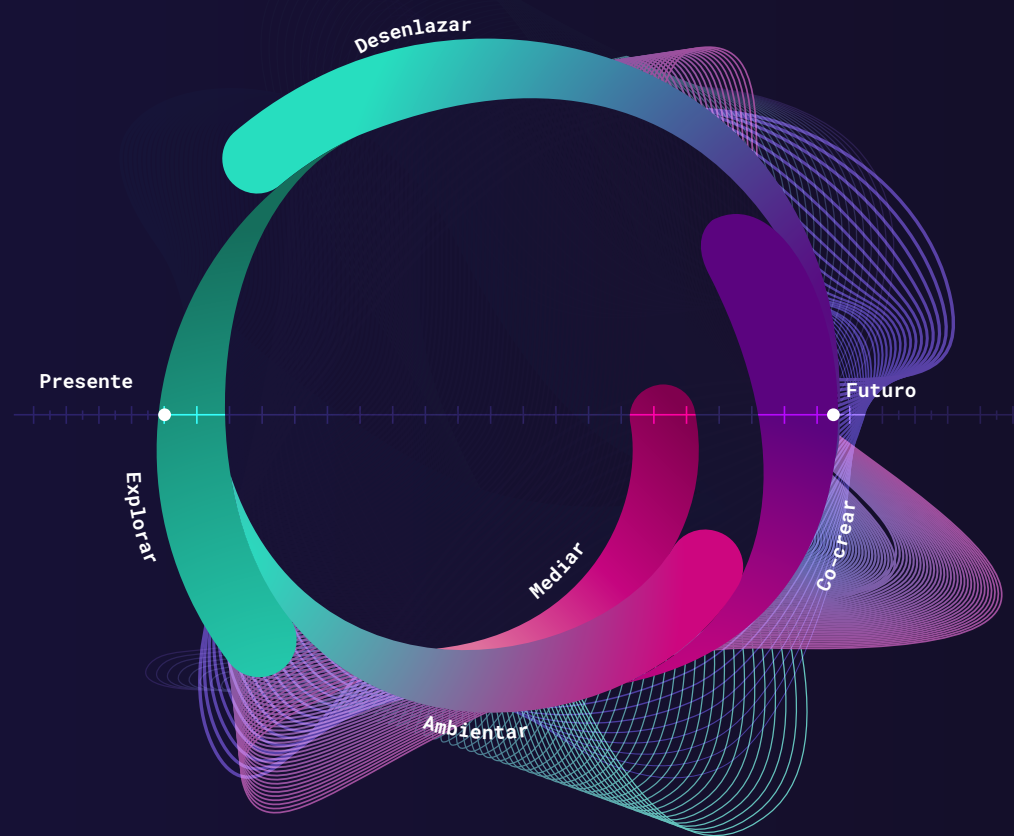 Desenlazar
Presente
Futuro
Explorar
Mediar
Co-crear
Ambientar